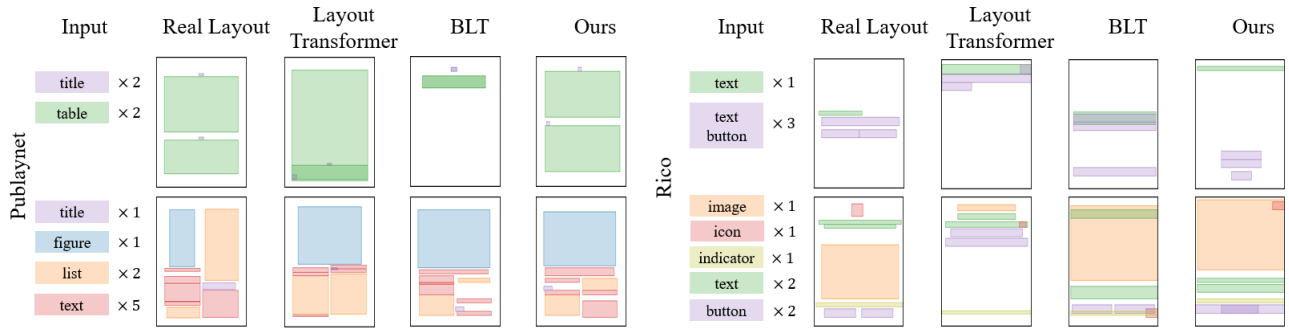 Input
Real Layout
Layout
Transformer
BLT
Ours
Publaynet
title × 2
table × 2
title × 1
figure × 1
list × 2
text × 5
Input
Real Layout
Layout
Transformer
BLT
Ours
Rico
text × 1
text
button × 3
image × 1
icon × 1
indicator × 1
text × 2
button × 2